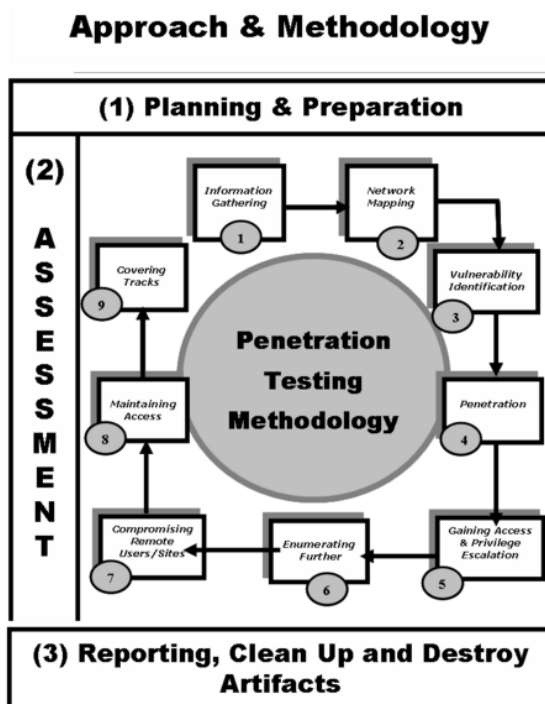 Approach & Methodology
(1) Planning & Preparation
(2)
A
S
S
E
S
S
M
E
N
T
Information
Gathering
1
Network
Mapping
2
Vulnerability
Identification
3
Penetration
4
Gaining Access
& Privilege
Escalation
5
Enumerating
Further
6
Compromising
Remote
Users/Sites
7
Maintaining
Access
8
Covering
Tracks
9
Penetration
Testing
Methodology
(3) Reporting, Clean Up and Destroy
Artifacts